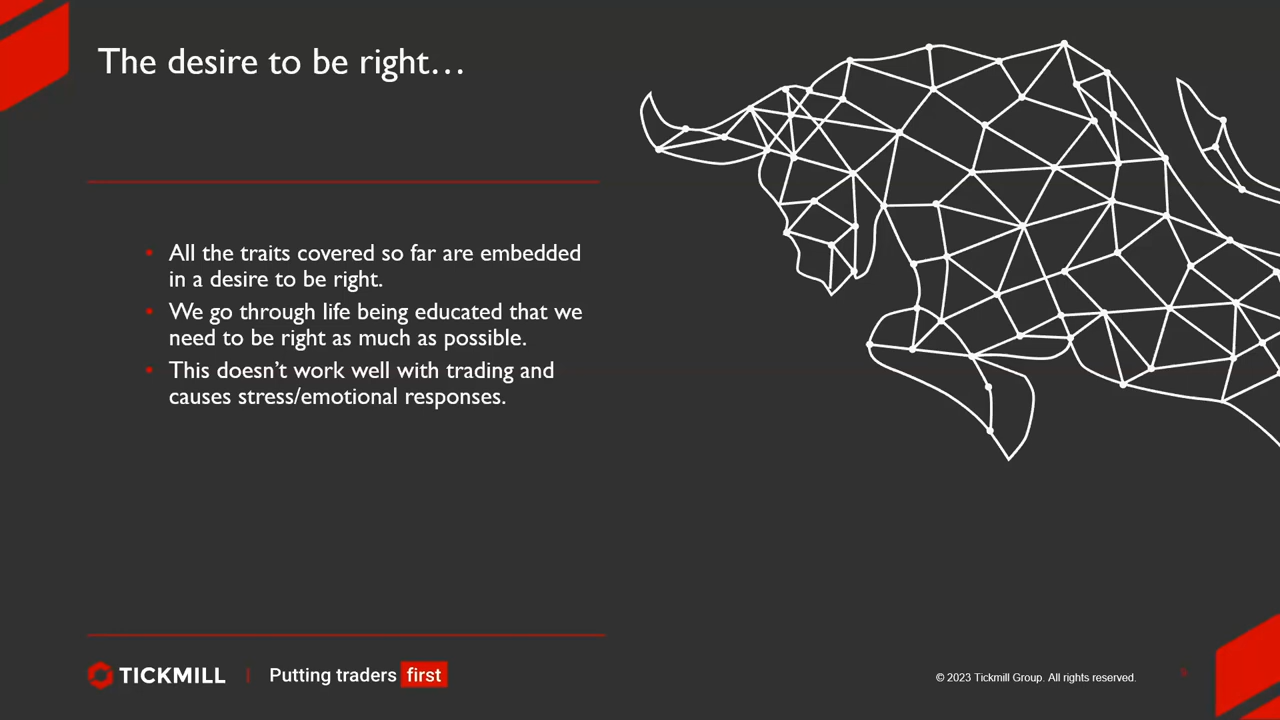 The desire to be right…
• All the traits covered so far are embedded
in a desire to be right.
• We go through life being educated that we
need to be right as much as possible.
• This doesn’t work well with trading and
causes stress/emotional responses.
TICKMILL | Putting traders first
© 2023 Tickmill Group. All rights reserved.